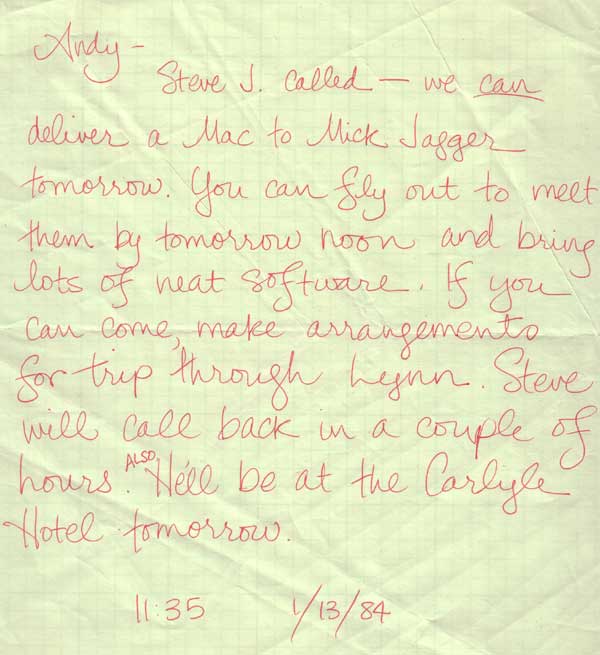 Andy -
Steve J. called — we can
deliver a Mac to Mick Jagger
tomorrow. You can fly out to meet
them by tomorrow noon and bring
lots of neat software. If you
can come, make arrangements
for trip through Lynn. Steve
will call back in a couple of
hours. ALSO, He'll be at the Carlyle
Hotel tomorrow.
11:35 1/13/84